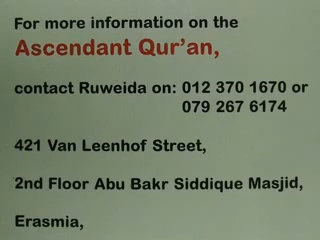 For more information on the
Ascendant Qur'an,
contact Ruweida on: 012 370 1670 or
079 267 6174
421 Van Leenhof Street,
2nd Floor Abu Bakr Siddique Masjid,
Erasmia,